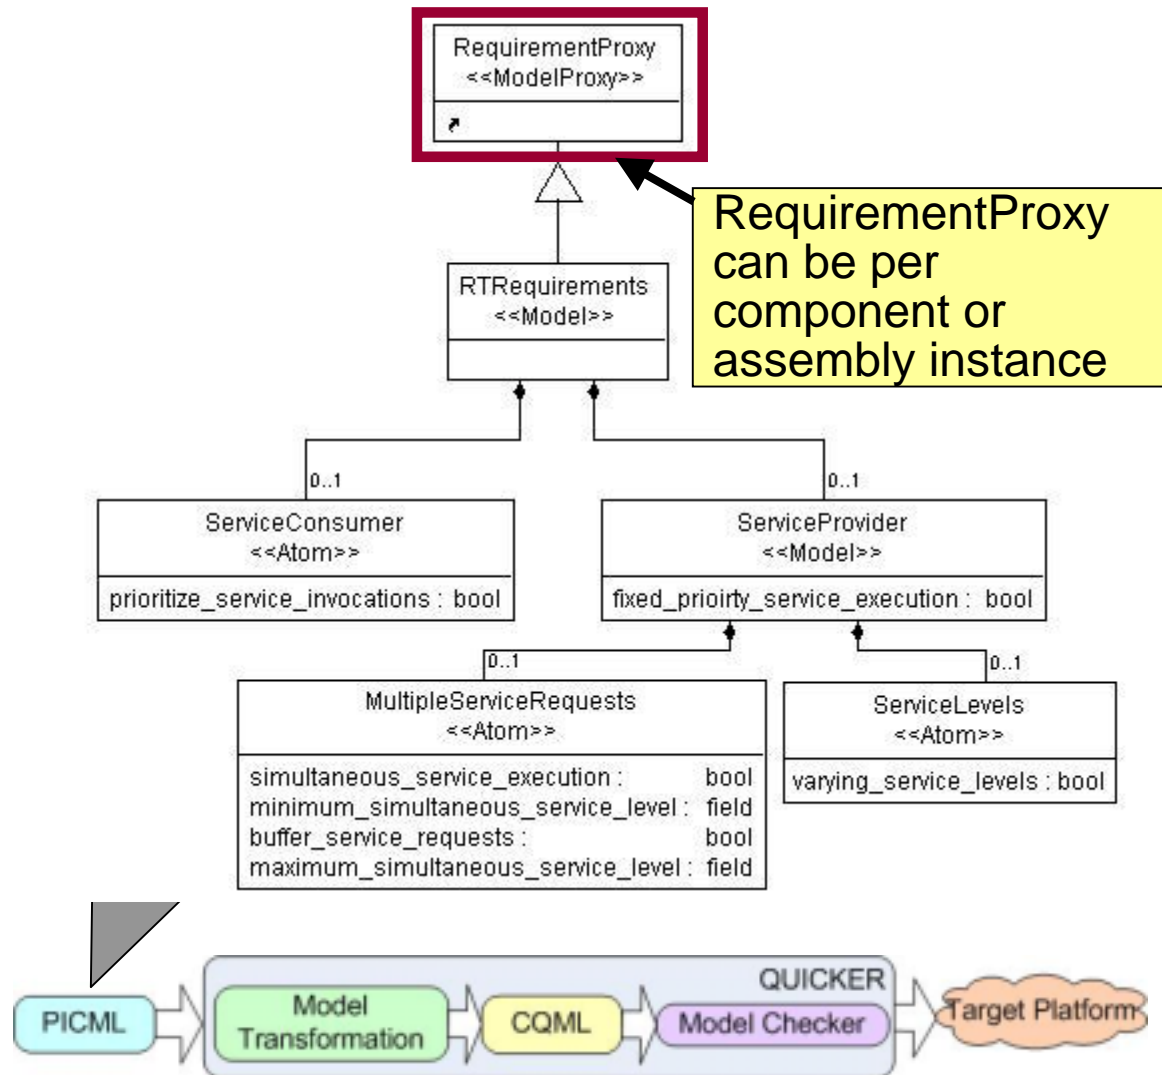 RequirementProxy
<<ModelProxy>>
RequirementProxy
can be per
component or
assembly instance
RTRequirements
<<Model>>
0..1
0..1
ServiceConsumer
<<Atom>>
prioritize_service_invocations : bool
ServiceProvider
<<Model>>
fixed_prioirty_service_execution : bool
0..1
0..1
MultipleServiceRequests
<<Atom>>
simultaneous_service_execution : bool
minimum_simultaneous_service_level : field
buffer_service_requests : bool
maximum_simultaneous_service_level : field
ServiceLevels
<<Atom>>
varying_service_levels : bool
QUICKER
PICML
Model
Transformation
CQML
Model Checker
Target Platform